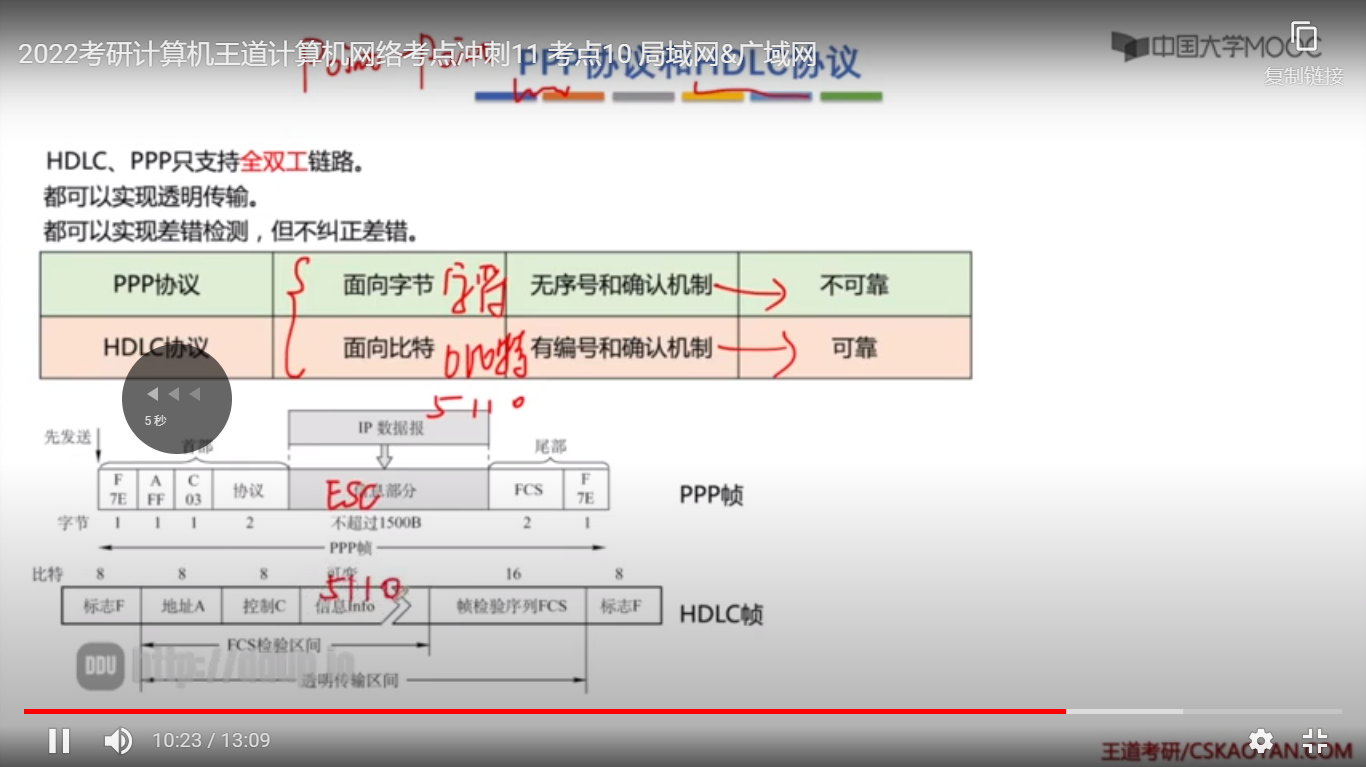 2022考研计算机王道计算机网络考点冲刺11 考点10 局域网&广域网
PPP协议和HDLC协议
中国大学MOOC
复制链接
HDLC、PPP只支持全双工链路。
都可以实现透明传输。
都可以实现差错检测，但不纠正差错。
PPP协议 面向字节 字符 无序号和确认机制 不可靠
HDLC协议 面向比特 有编号和确认机制 可靠
5 1 1 0
5 秒
IP 数据报
先发送 首部 尾部
F A C
7E FF 03 协议 ESC 信息部分 FCS F 7E
PPP帧
字节 1 1 1 2 不超过1500B 2 1
PPP帧
比特 8 8 8 可变 16 8
5110
标志F 地址A 控制C 信息Info 帧检验序列FCS 标志F
HDLC帧
FCS检验区间
DDU
透明传输区间
10:23 / 13:09
王道考研/CSKAOYAN.COM